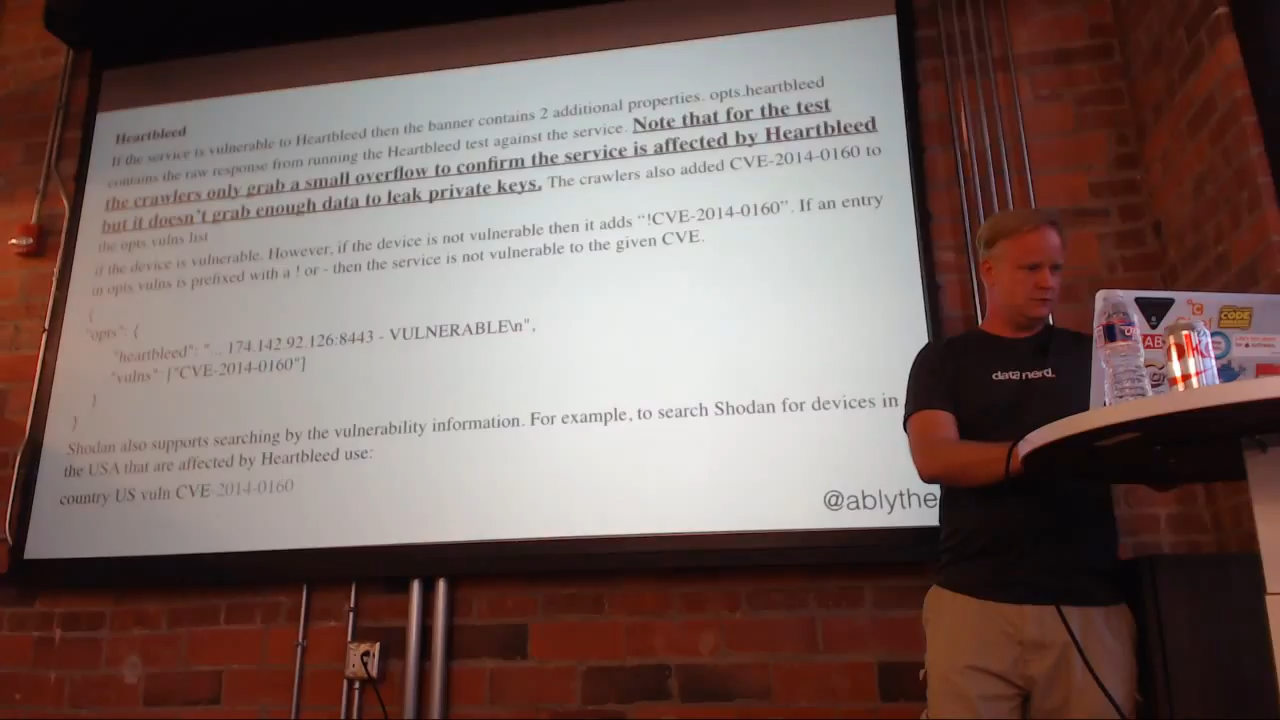 Heartbleed
If the service is vulnerable to Heartbleed then the banner contains 2 additional properties. opts.heartbleed
contains the raw response from running the Heartbleed test against the service. Note that for the test
the crawlers only grab a small overflow to confirm the service is affected by Heartbleed
but it doesn't grab enough data to leak private keys. The crawlers also added CVE-2014-0160 to
the opts vulns list
if the device is vulnerable. However, if the device is not vulnerable then it adds "!CVE-2014-0160". If an entry
in opts vulns is prefixed with a ! or - then the service is not vulnerable to the given CVE.
{
"opts": {
"heartbleed": "... 174.142.92.126:8443 - VULNERABLE\n",
"vulns" ["CVE-2014-0160"]
}
}
Shodan also supports searching by the vulnerability information. For example, to search Shodan for devices in
the USA that are affected by Heartbleed use:
country US vuln CVE-2014-0160
@ablythe
data nerd.
CODE